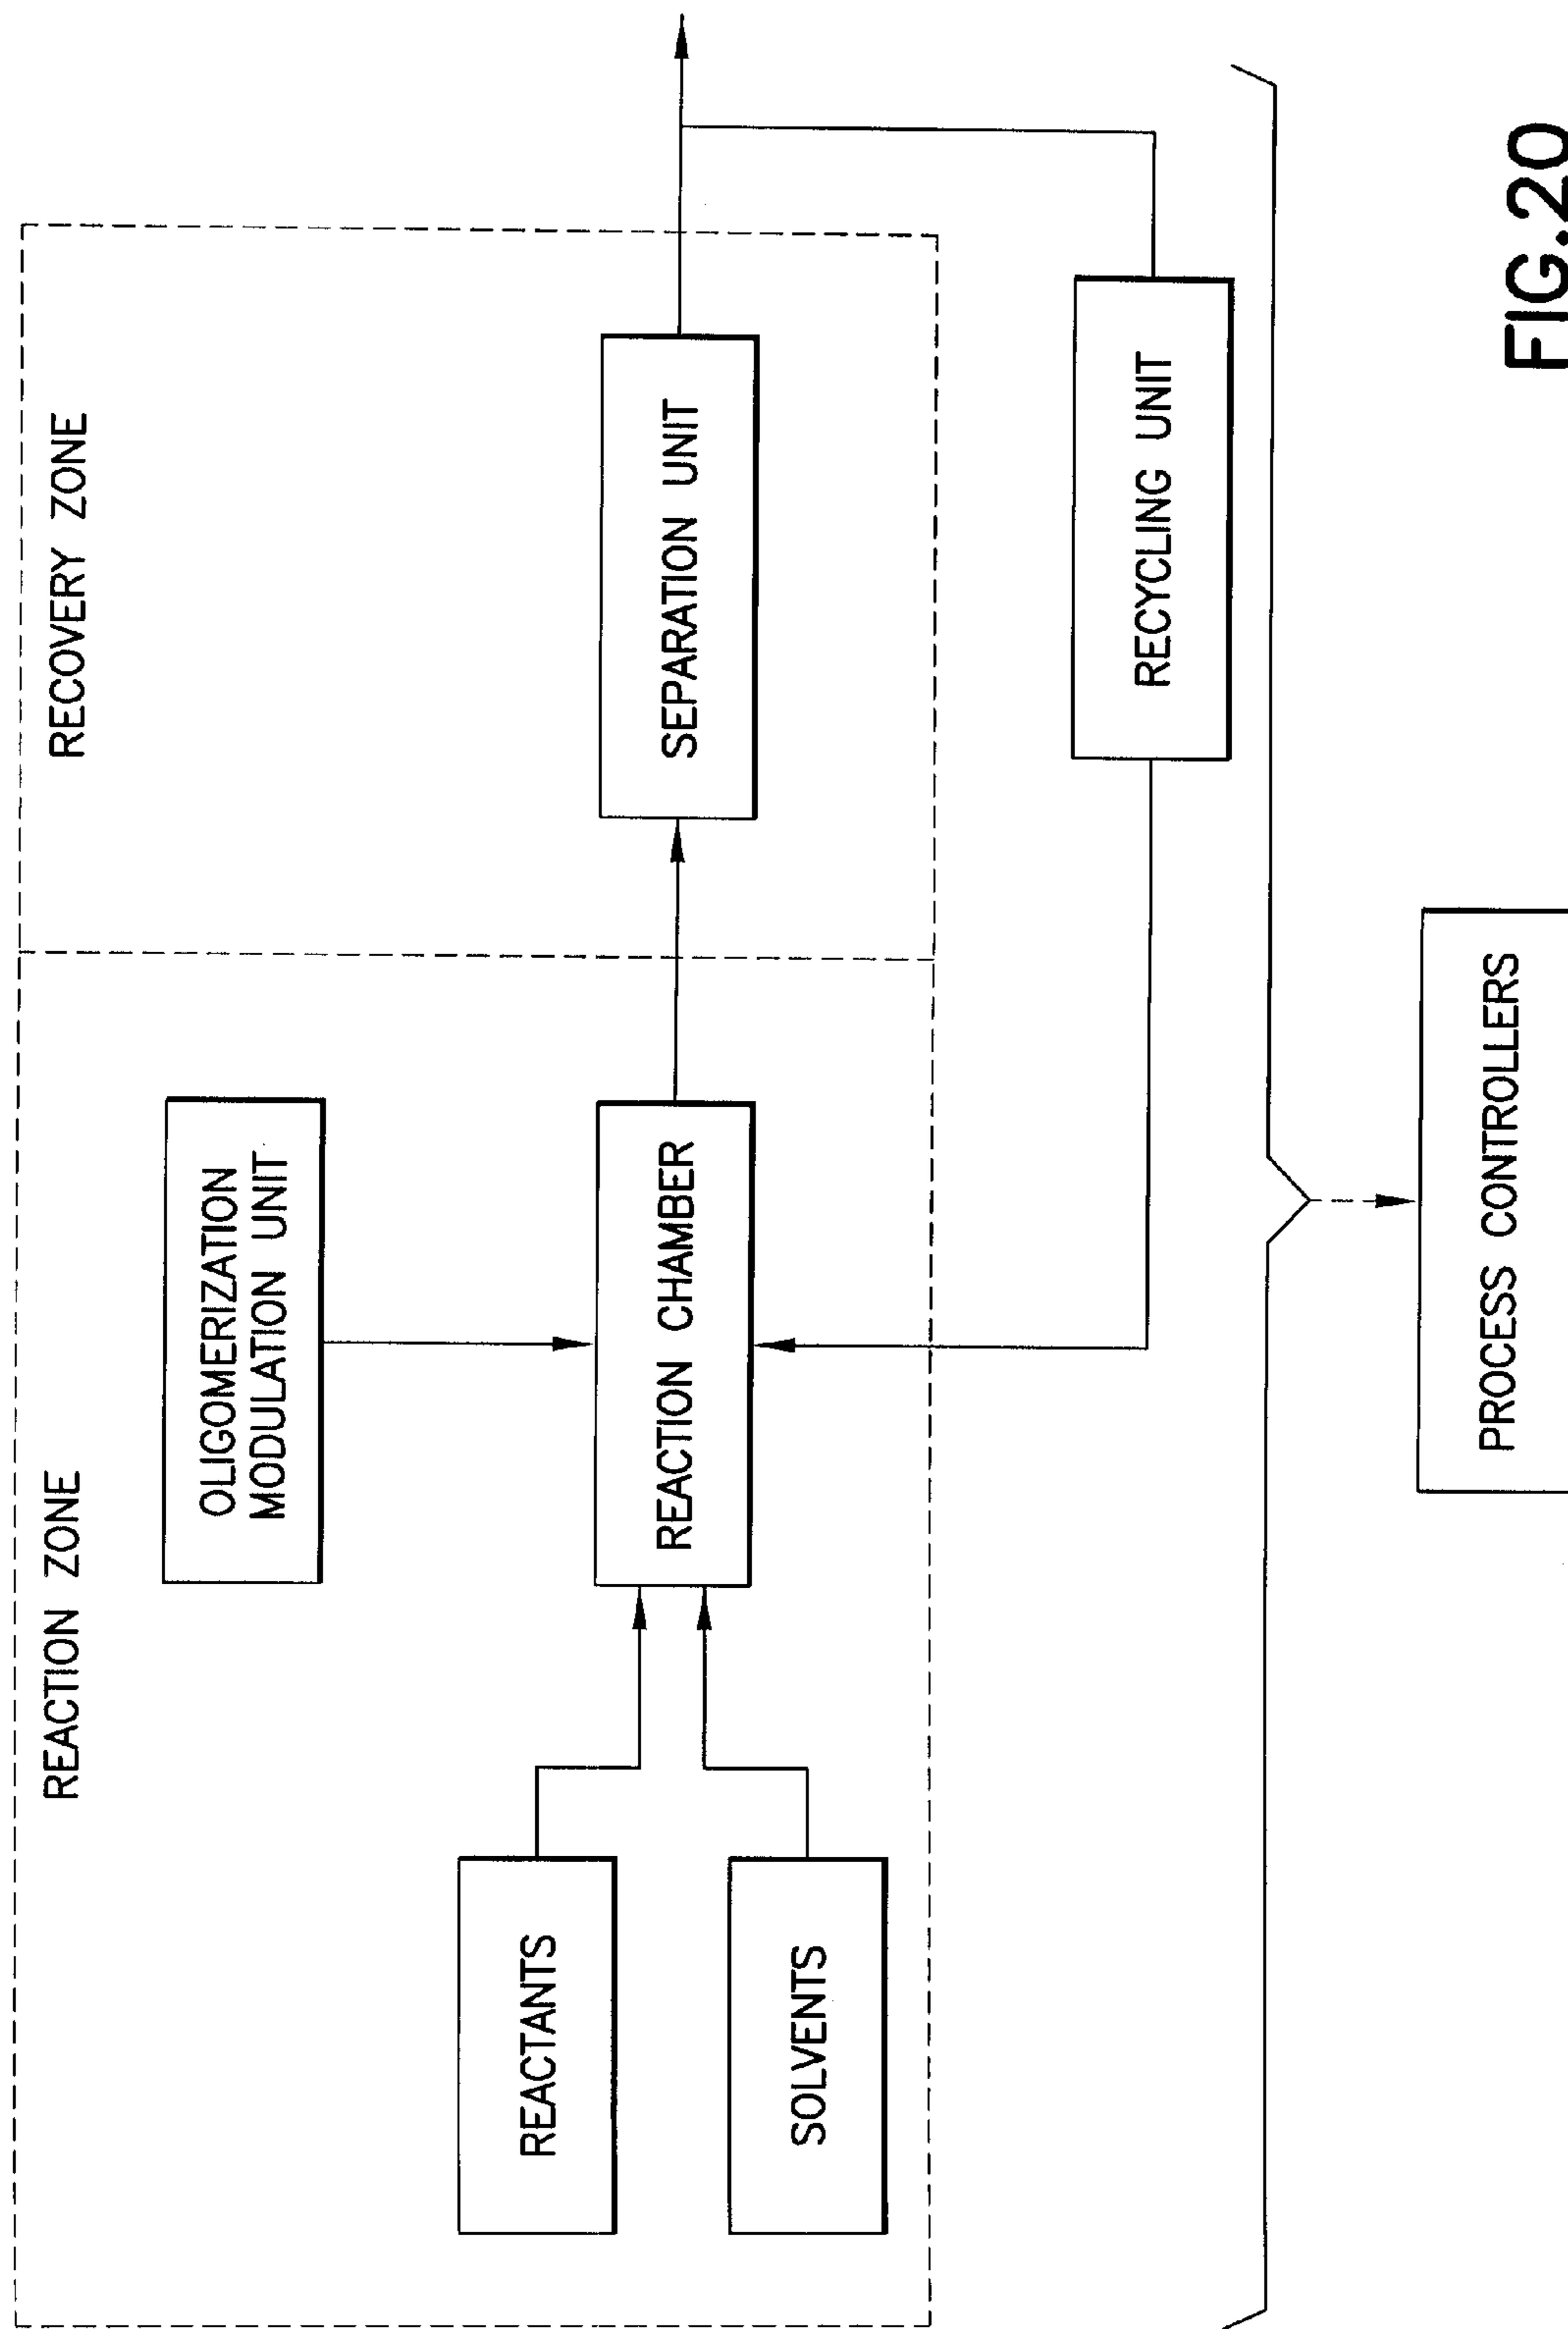 REACTION ZONE
RECOVERY ZONE
OLIGOMERIZATION
MODULATION UNIT
REACTANTS
SOLVENTS
REACTION CHAMBER
SEPARATION UNIT
RECYCLING UNIT
PROCESS CONTROLLERS
FIG.20